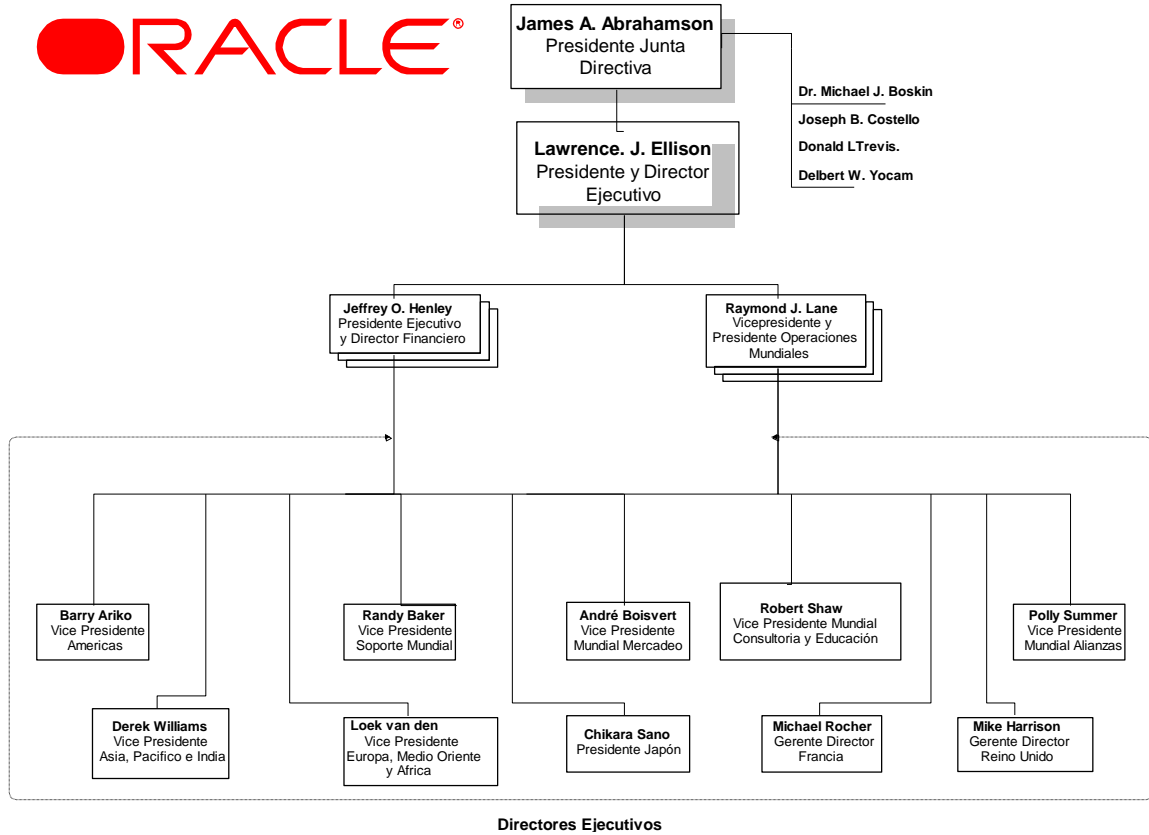 ORACLE®
James A. Abrahamson
Presidente Junta
Directiva
Dr. Michael J. Boskin
Joseph B. Costello
Donald LTrevis.
Delbert W. Yocam
Lawrence. J. Ellison
Presidente y Director
Ejecutivo
Jeffrey O. Henley
Presidente Ejecutivo
y Director Financiero
Raymond J. Lane
Vicepresidente y
Presidente Operaciones
Mundiales
Barry Ariko
Vice Presidente
Americas
Randy Baker
Vice Presidente
Soporte Mundial
André Boisvert
Vice Presidente
Mundial Mercadeo
Robert Shaw
Vice Presidente Mundial
Consultoria y Educación
Polly Summer
Vice Presidente
Mundial Alianzas
Derek Williams
Vice Presidente
Asia, Pacifico e India
Loek van den
Vice Presidente
Europa, Medio Oriente
y Africa
Chikara Sano
Presidente Japón
Michael Rocher
Gerente Director
Francia
Mike Harrison
Gerente Director
Reino Unido
Directores Ejecutivos